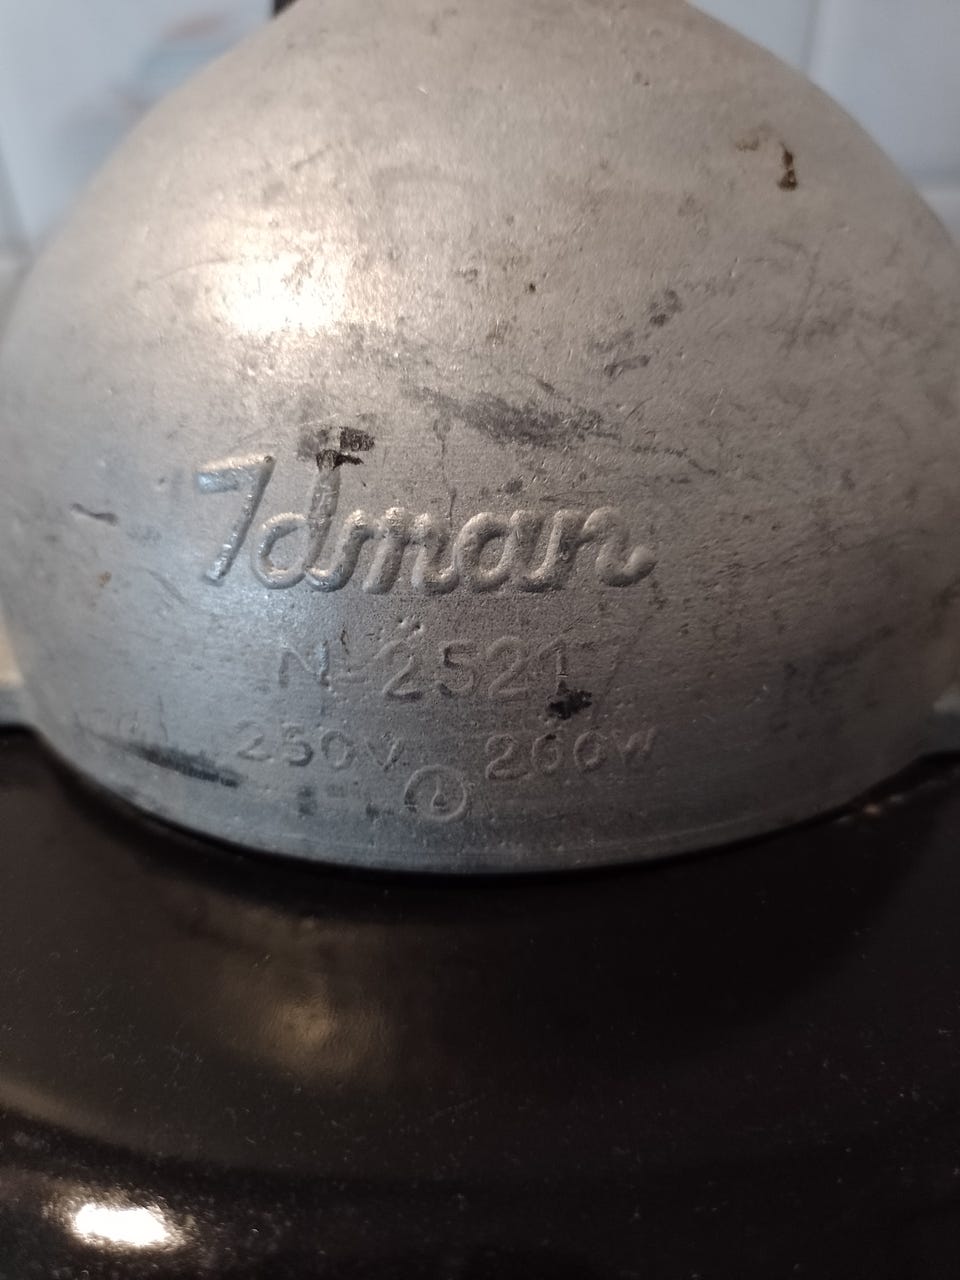 Idman
N- 2521
250V 200W
L